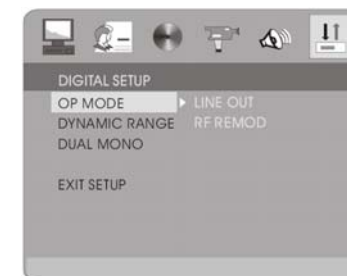 DIGITAL SETUP
OP MODE LINE OUT
DYNAMIC RANGE RF REMOD
DUAL MONO
EXIT SETUP